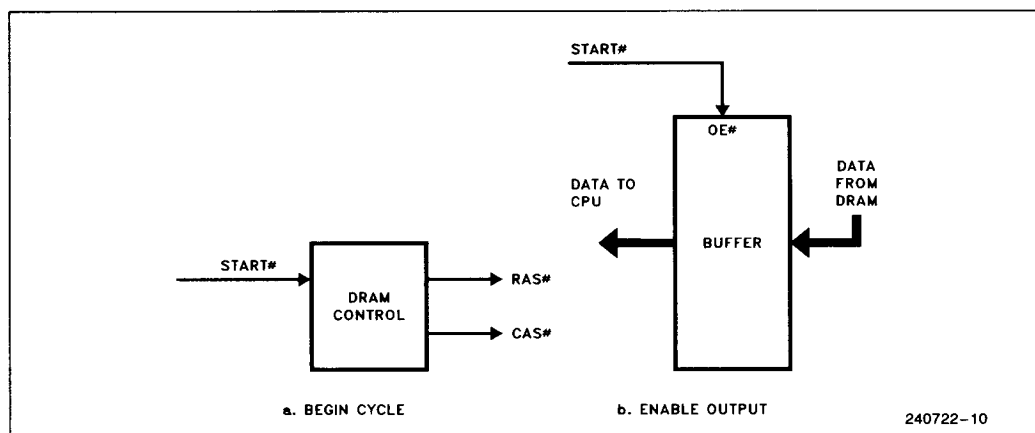 START#
DRAM
CONTROL
RAS#
CAS#
a. BEGIN CYCLE
START#
OE#
DATA TO
CPU
BUFFER
DATA
FROM
DRAM
b. ENABLE OUTPUT
240722-10